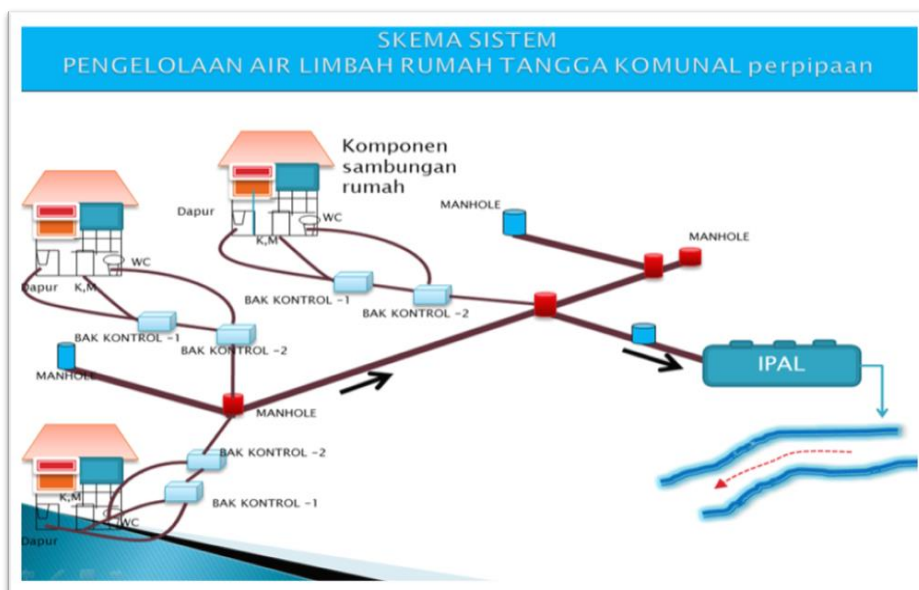 SKEMA SISTEM
PENGELOLAAN AIR LIMBAH RUMAH TANGGA KOMUNAL perpipaan
Komponen
sambungan
rumah
Dapur
WC
K,M
MANHOLE
MANHOLE
WC
Dapur
K,M
BAK KONTROL -1
BAK KONTROL -2
BAK KONTROL -1
BAK KONTROL -2
MANHOLE
IPAL
MANHOLE
BAK KONTROL -2
K,M
BAK KONTROL -1
WC
Dapur